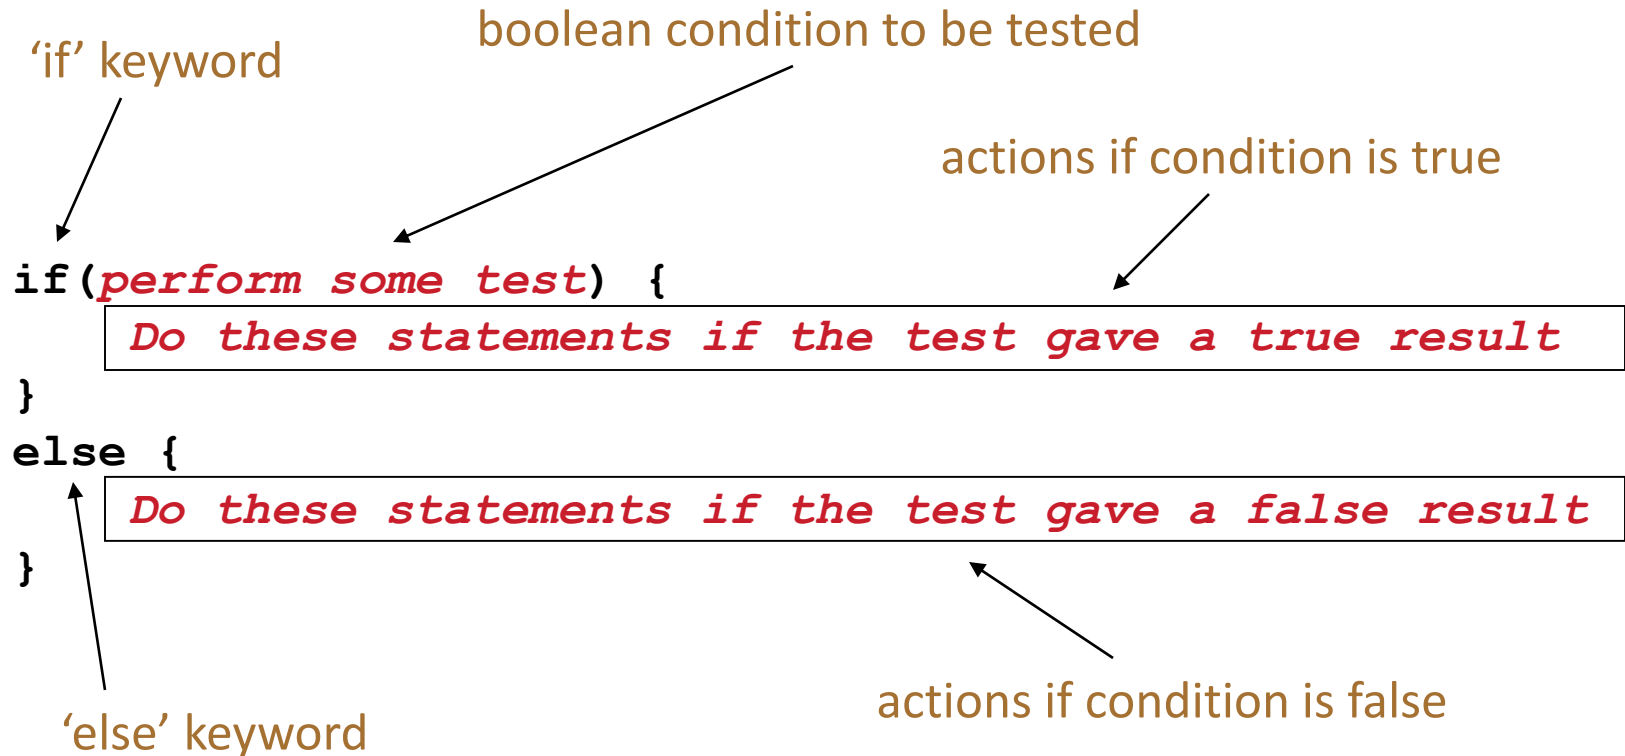 boolean condition to be tested
‘if’ keyword
actions if condition is true
if(perform some test) {
Do these statements if the test gave a true result
}
else {
Do these statements if the test gave a false result
}
actions if condition is false
‘else’ keyword